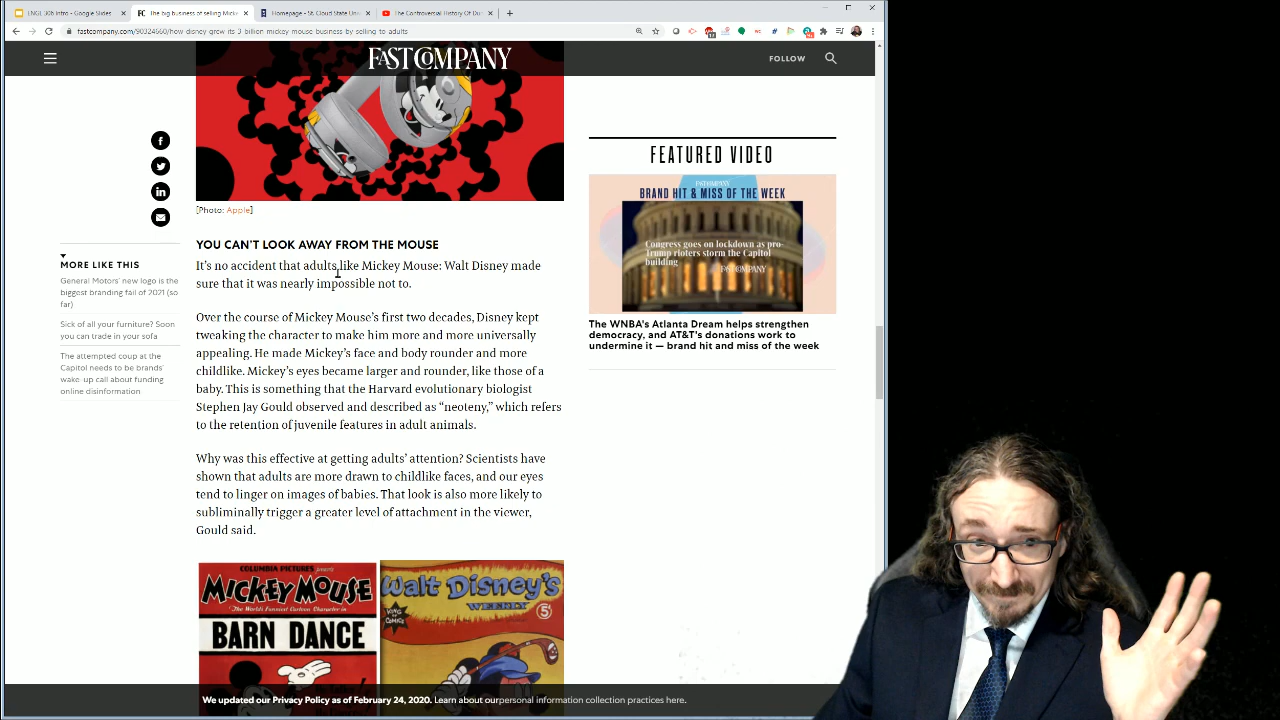 ENGL 306 Intro - Google Slides
The big business of selling Micke
Homepage - St. Cloud State Uni
The Controversial History Of Du
fastcompany.com/90324660/how-disney-grew-its-3-billion-mickey-mouse-business-by-selling-to-adults
FAST COMPANY
FOLLOW
[Photo: Apple]
YOU CAN'T LOOK AWAY FROM THE MOUSE
It's no accident that adults like Mickey Mouse: Walt Disney made
sure that it was nearly impossible not to.
Over the course of Mickey Mouse's first two decades, Disney kept
tweaking the character to make him more and more universally
appealing. He made Mickey's face and body rounder and more
childlike. Mickey's eyes became larger and rounder, like those of a
baby. This is something that the Harvard evolutionary biologist
Stephen Jay Gould observed and described as “neoteny,” which refers
to the retention of juvenile features in adult animals.
Why was this effective at getting adults' attention? Scientists have
shown that adults are more drawn to childlike faces, and our eyes
tend to linger on images of babies. That look is also more likely to
subliminally trigger a greater level of attachment in the viewer,
Gould said.
MORE LIKE THIS
General Motors' new logo is the
biggest branding fail of 2021 (so
far)
Sick of all your furniture? Soon
you can trade in your sofa
The attempted coup at the
Capitol needs to be brands'
wake-up call about funding
online disinformation
FEATURED VIDEO
FAST COMPANY
BRAND HIT & MISS OF THE WEEK
Congress goes on lockdown as pro-
Trump rioters storm the Capitol
building
FAST COMPANY
The WNBA's Atlanta Dream helps strengthen
democracy, and AT&T's donations work to
undermine it — brand hit and miss of the week
COLUMBIA PICTURES
MICKEY MOUSE
"The World's Funniest Cartoon Character in
BARN DANCE
Walt Disney's
WEEKLY
5¢
KING OF COMICS
We updated our Privacy Policy as of February 24, 2020. Learn about ourpersonal information collection practices here.